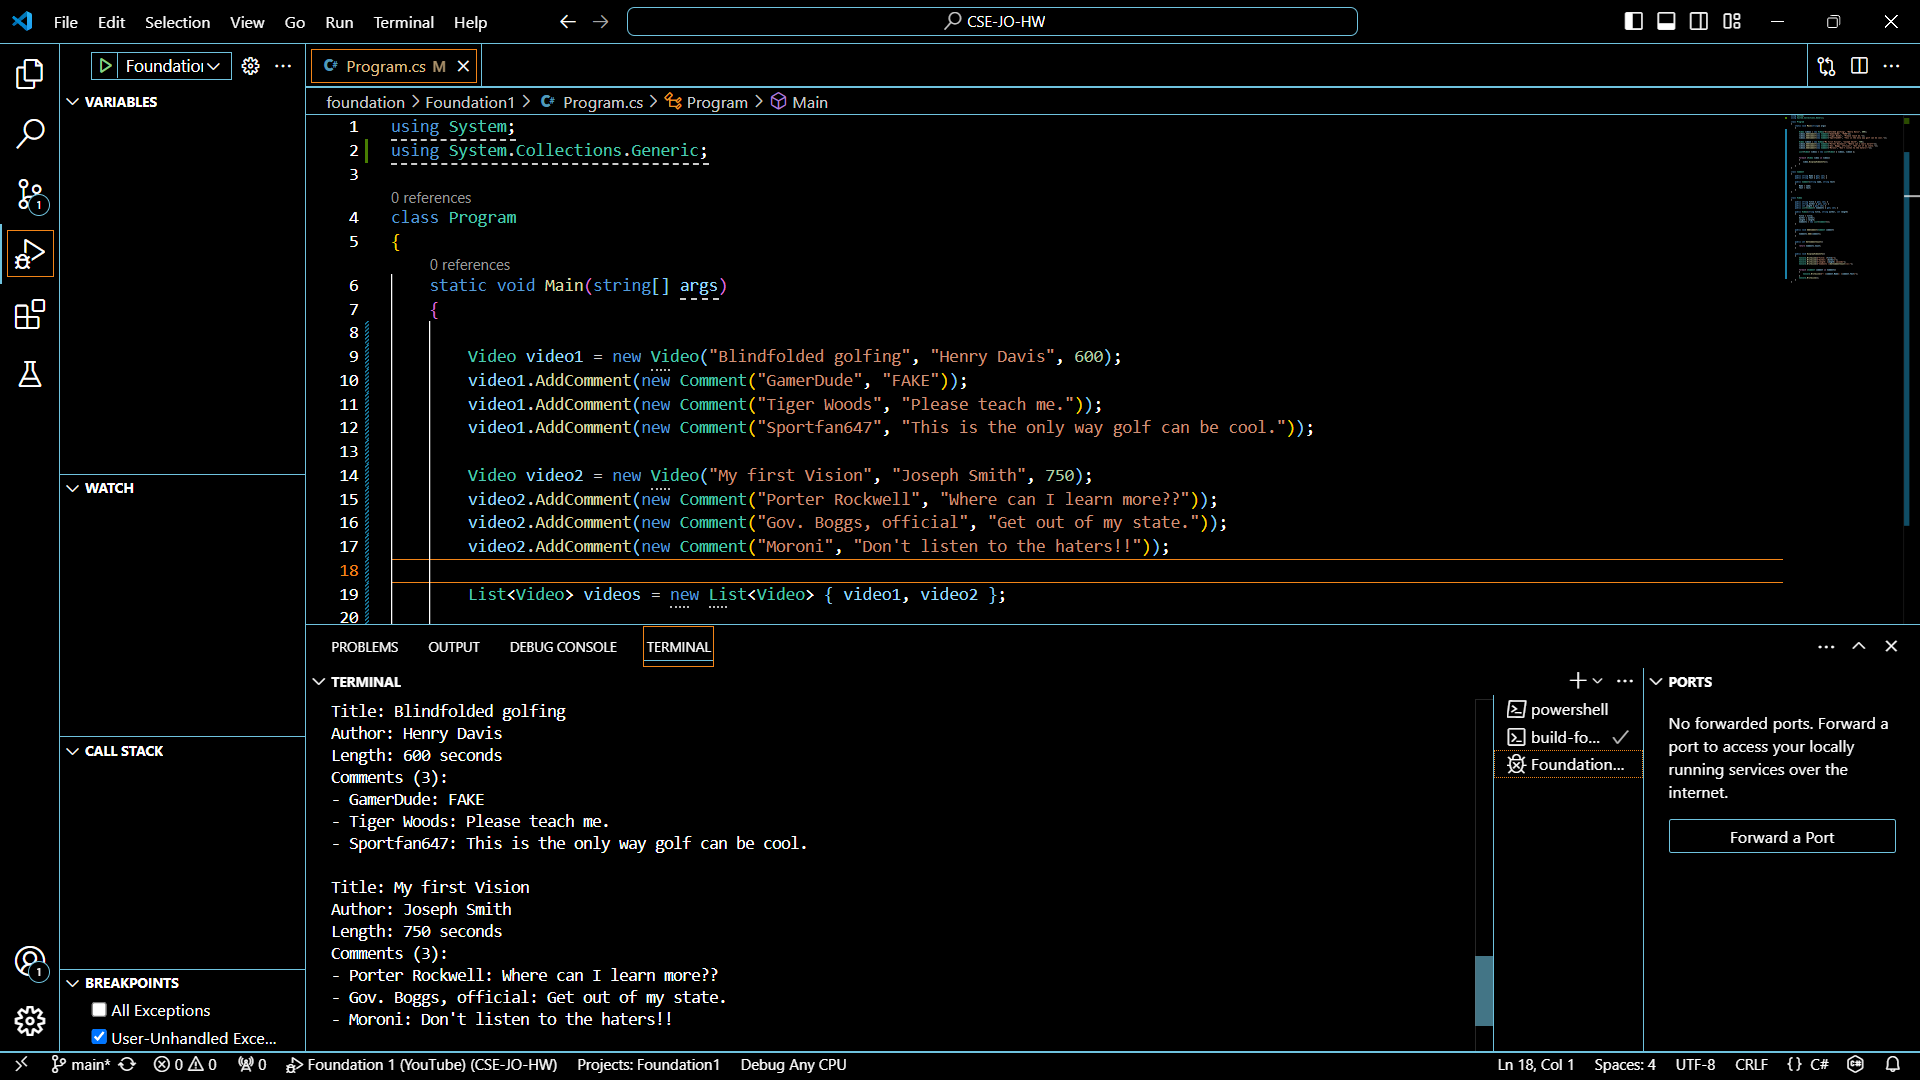 File Edit Selection View Go Run Terminal Help
CSE-JO-HW
Foundation
VARIABLES
WATCH
CALL STACK
BREAKPOINTS
All Exceptions
User-Unhandled Exce...
Program.cs M
foundation > Foundation1 > Program.cs > Program > Main
1 using System;
2 using System.Collections.Generic;
3
0 references
4 class Program
5 {
0 references
6 static void Main(string[] args)
7 {
8
9 Video video1 = new Video("Blindfolded golfing", "Henry Davis", 600);
10 video1.AddComment(new Comment("GamerDude", "FAKE"));
11 video1.AddComment(new Comment("Tiger Woods", "Please teach me."));
12 video1.AddComment(new Comment("Sportfan647", "This is the only way golf can be cool."));
13
14 Video video2 = new Video("My first Vision", "Joseph Smith", 750);
15 video2.AddComment(new Comment("Porter Rockwell", "Where can I learn more??"));
16 video2.AddComment(new Comment("Gov. Boggs, official", "Get out of my state."));
17 video2.AddComment(new Comment("Moroni", "Don't listen to the haters!!"));
18
19 List<Video> videos = new List<Video> { video1, video2 };
20
PROBLEMS OUTPUT DEBUG CONSOLE TERMINAL
TERMINAL
Title: Blindfolded golfing
Author: Henry Davis
Length: 600 seconds
Comments (3):
- GamerDude: FAKE
- Tiger Woods: Please teach me.
- Sportfan647: This is the only way golf can be cool.
Title: My first Vision
Author: Joseph Smith
Length: 750 seconds
Comments (3):
- Porter Rockwell: Where can I learn more??
- Gov. Boggs, official: Get out of my state.
- Moroni: Don't listen to the haters!!
powershell
build-fo...
Foundation...
PORTS
No forwarded ports. Forward a
port to access your locally
running services over the
internet.
Forward a Port
1
1
main* 0 0 0 Foundation 1 (YouTube) (CSE-JO-HW) Projects: Foundation1 Debug Any CPU Ln 18, Col 1 Spaces: 4 UTF-8 CRLF {} C#